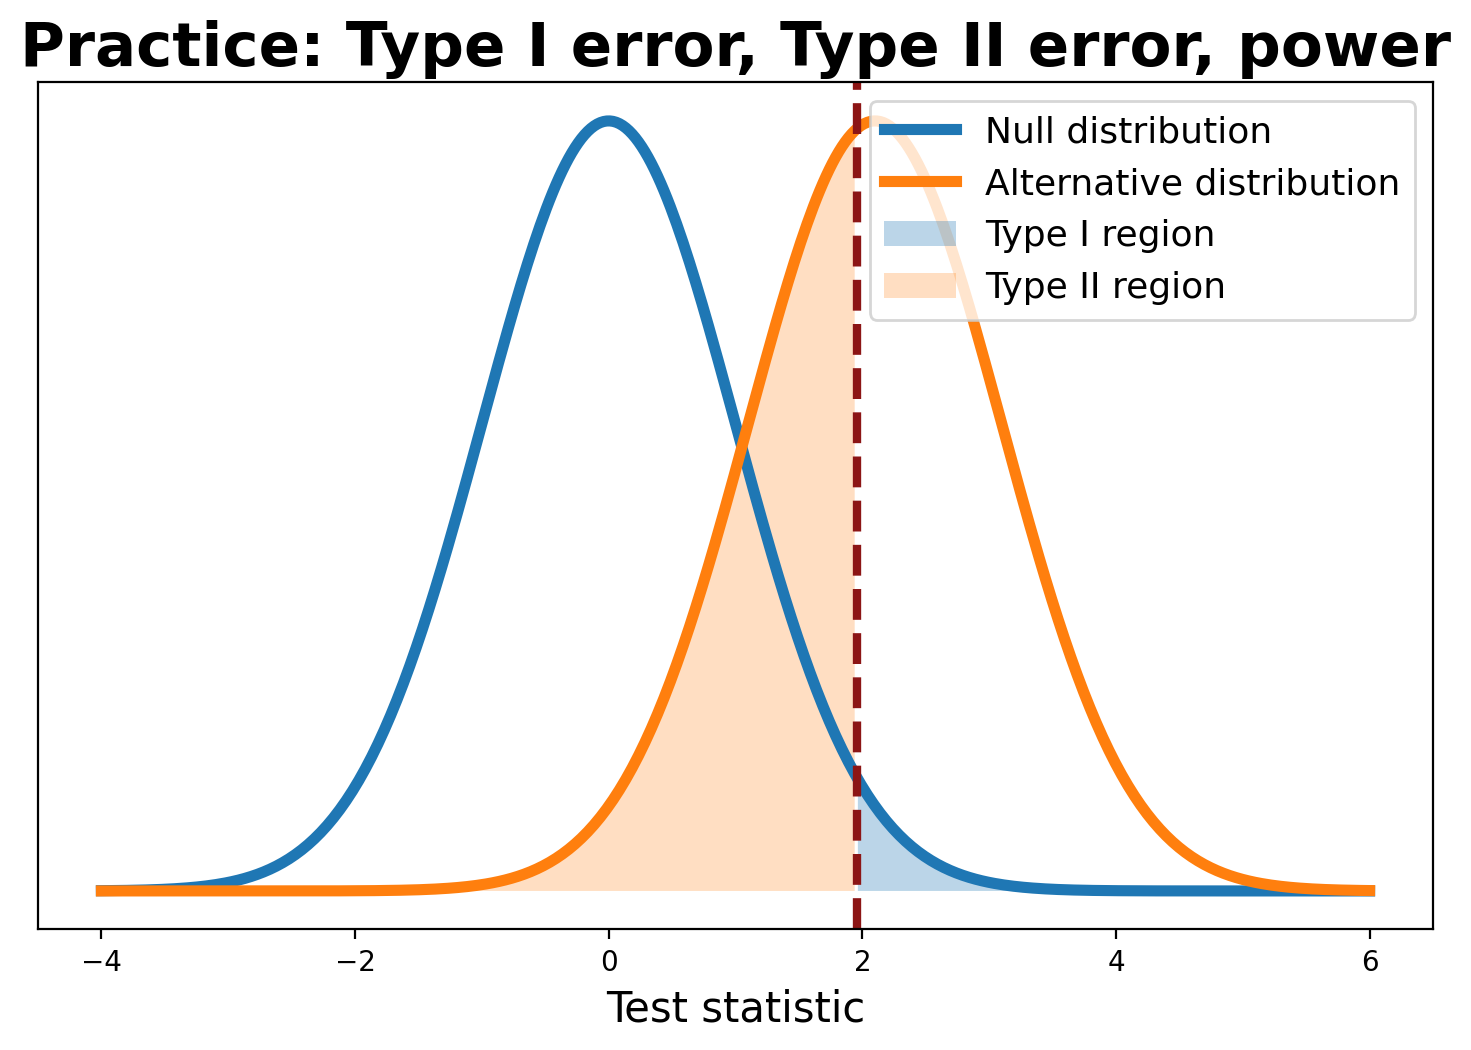 Practice: Type I error, Type II error, power
Null distribution
Alternative distribution
Type I region
Type II region
−4 −2 0 2 4 6
Test statistic